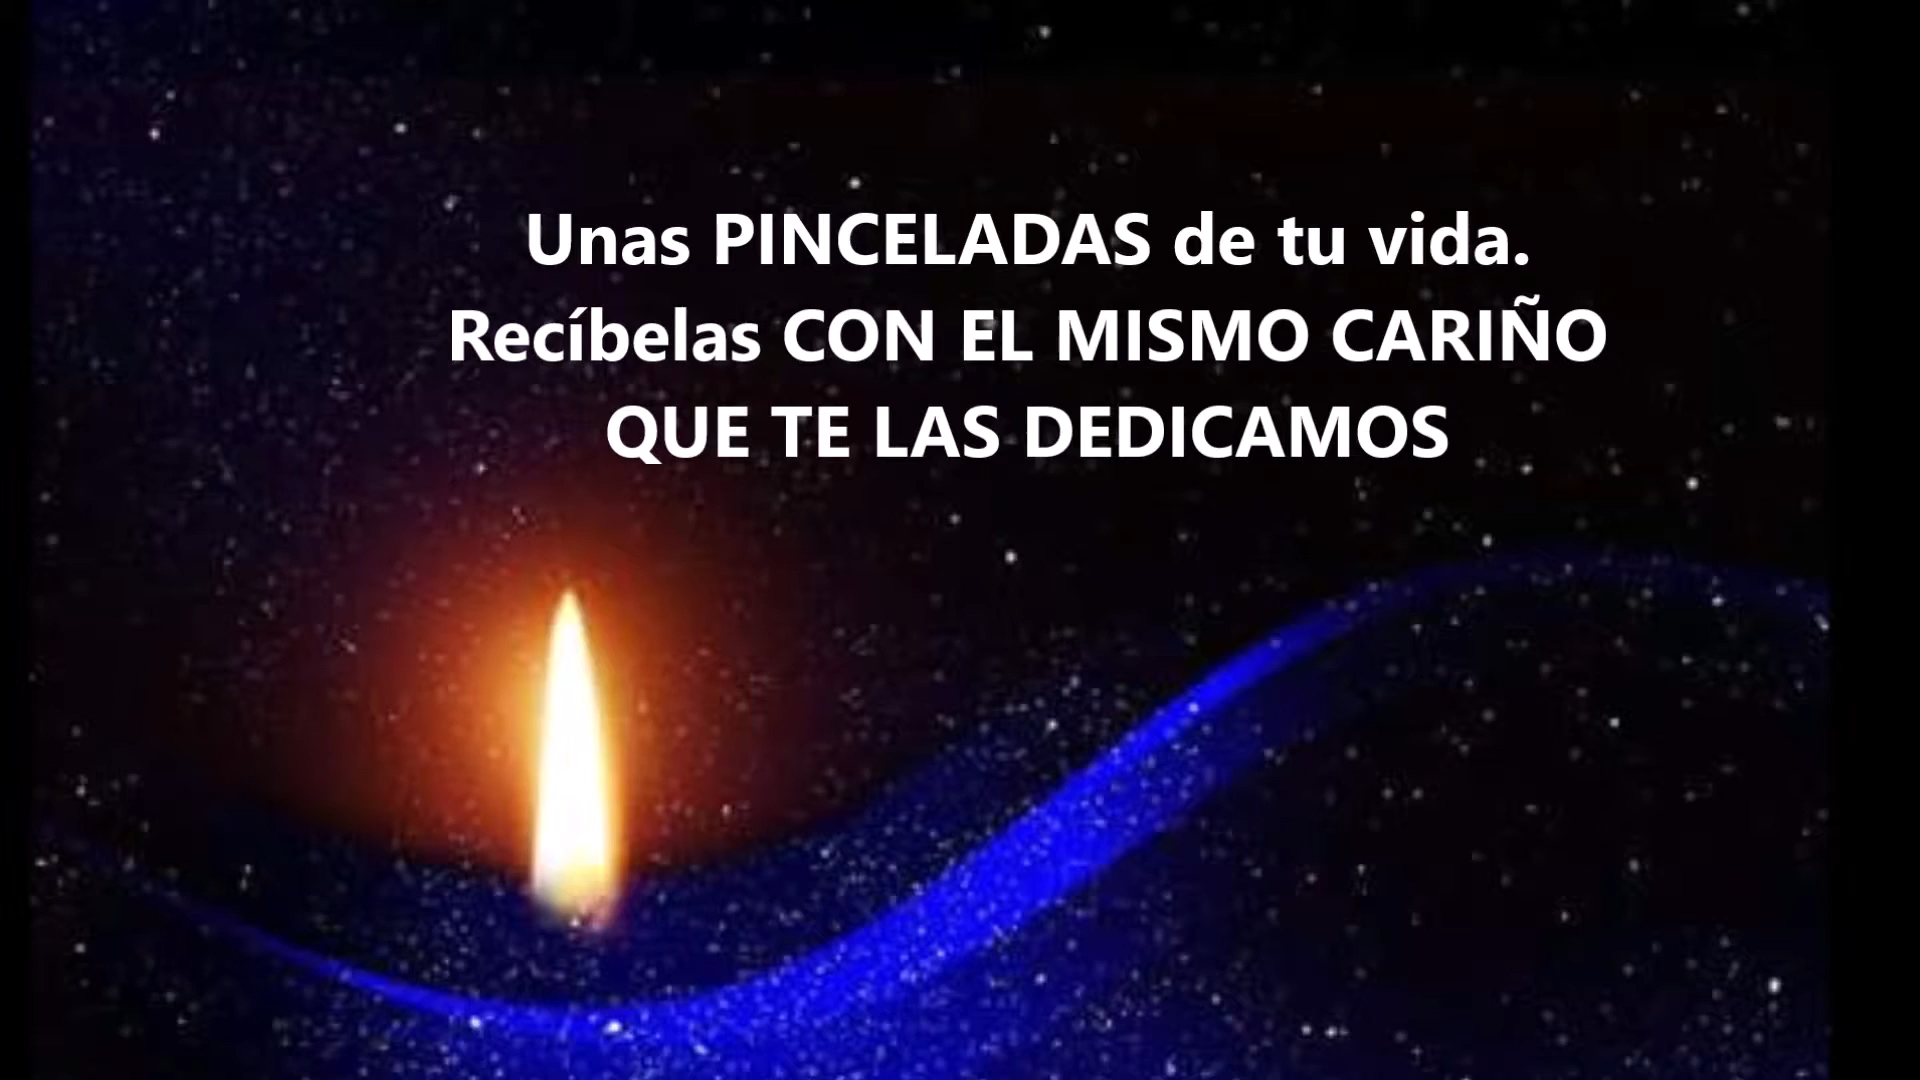 Unas PINCELADAS de tu vida.
Recíbelas CON EL MISMO CARIÑO
QUE TE LAS DEDICAMOS